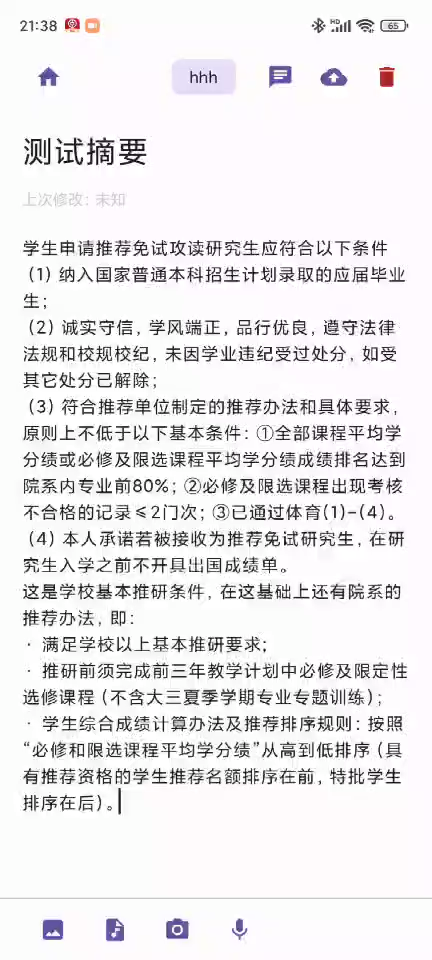 21:38
HD
65
hhh
测试摘要
上次修改：未知
学生申请推荐免试攻读研究生应符合以下条件
（1）纳入国家普通本科招生计划录取的应届毕业
生；
（2）诚实守信，学风端正，品行优良，遵守法律
法规和校规校纪，未因学业违纪受过处分，如受
其它处分已解除；
（3）符合推荐单位制定的推荐办法和具体要求，
原则上不低于以下基本条件：①全部课程平均学
分绩或必修及限选课程平均学分绩成绩排名达到
院系内专业前80%；②必修及限选课程出现考核
不合格的记录≤2门次；③已通过体育(1)-(4)。
（4）本人承诺若被接收为推荐免试研究生，在研
究生入学之前不开具出国成绩单。
这是学校基本推研条件，在这基础上还有院系的
推荐办法，即：
· 满足学校以上基本推研要求；
· 推研前须完成前三年教学计划中必修及限定性
选修课程（不含大三夏季学期专业专题训练）；
· 学生综合成绩计算办法及推荐排序规则：按照
“必修和限选课程平均学分绩”从高到低排序（具
有推荐资格的学生推荐名额排序在前，特批学生
排序在后）。